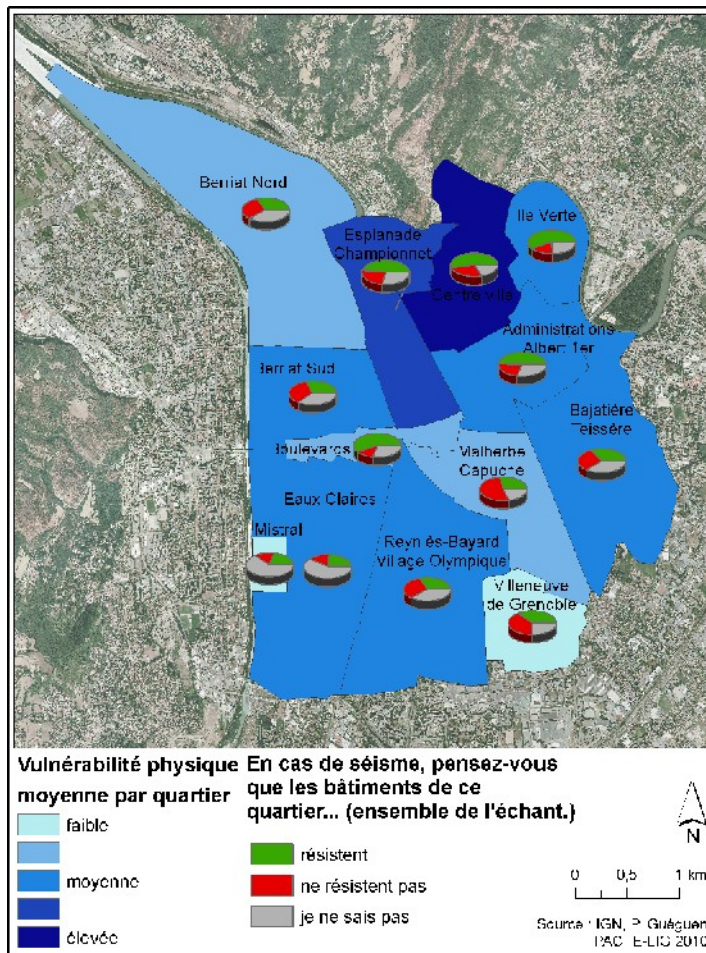 Berriat Nord
Ile Verte
Esplanade
Championnet
Centre ville
Administrations
Albert 1er
Berriat Sud
Bajatière
Teissère
Boulevards
Malherbe
Capuche
Eaux Claires
Mistral
Reyniès-Bayard
Village Olympique
Villeneuve
de Grenoble
Vulnérabilité physique
moyenne par quartier
faible
moyenne
élevée
En cas de séisme, pensez-vous
que les bâtiments de ce
quartier... (ensemble de l'échant.)
résistent
ne résistent pas
je ne sais pas
N
0 0,5 1 km
Source : IGN, P. Guéguen
PACTE-LIG 2010